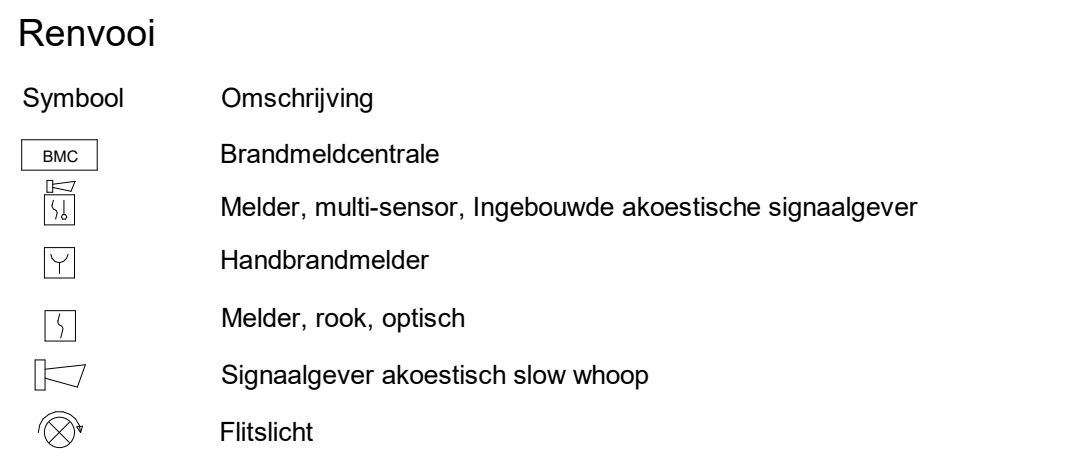 Renvooi
Symbool Omschrijving
BMC Brandmeldcentrale
Melder, multi-sensor, Ingebouwde akoestische signaalgever
Handbrandmelder
Melder, rook, optisch
Signaalgever akoestisch slow whoop
Flitslicht